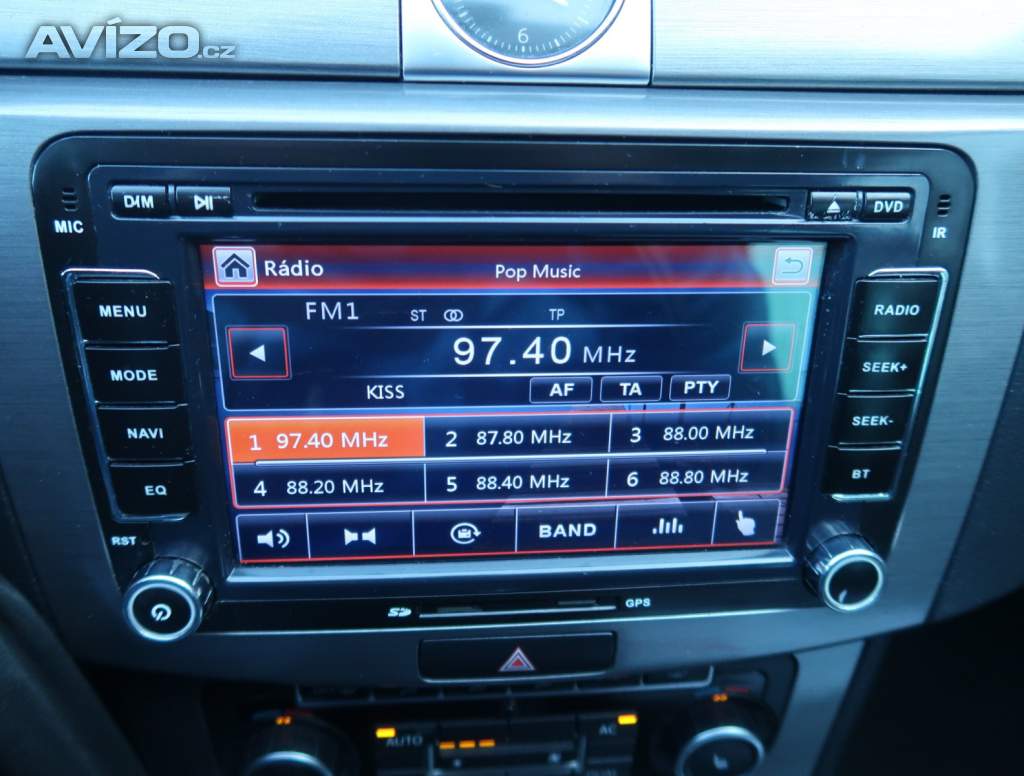 AVÍZO.cz
6
DIM
DVD
MIC
IR
Rádio
Pop Music
MENU
MODE
NAVI
EQ
RST
RADIO
SEEK+
SEEK-
BT
FM1
ST
TP
97.40 MHz
KISS
AF TA PTY
1 97.40 MHz 2 87.80 MHz 3 88.00 MHz
4 88.20 MHz 5 88.40 MHz 6 88.80 MHz
BAND
SD
GPS
AUTO
AC